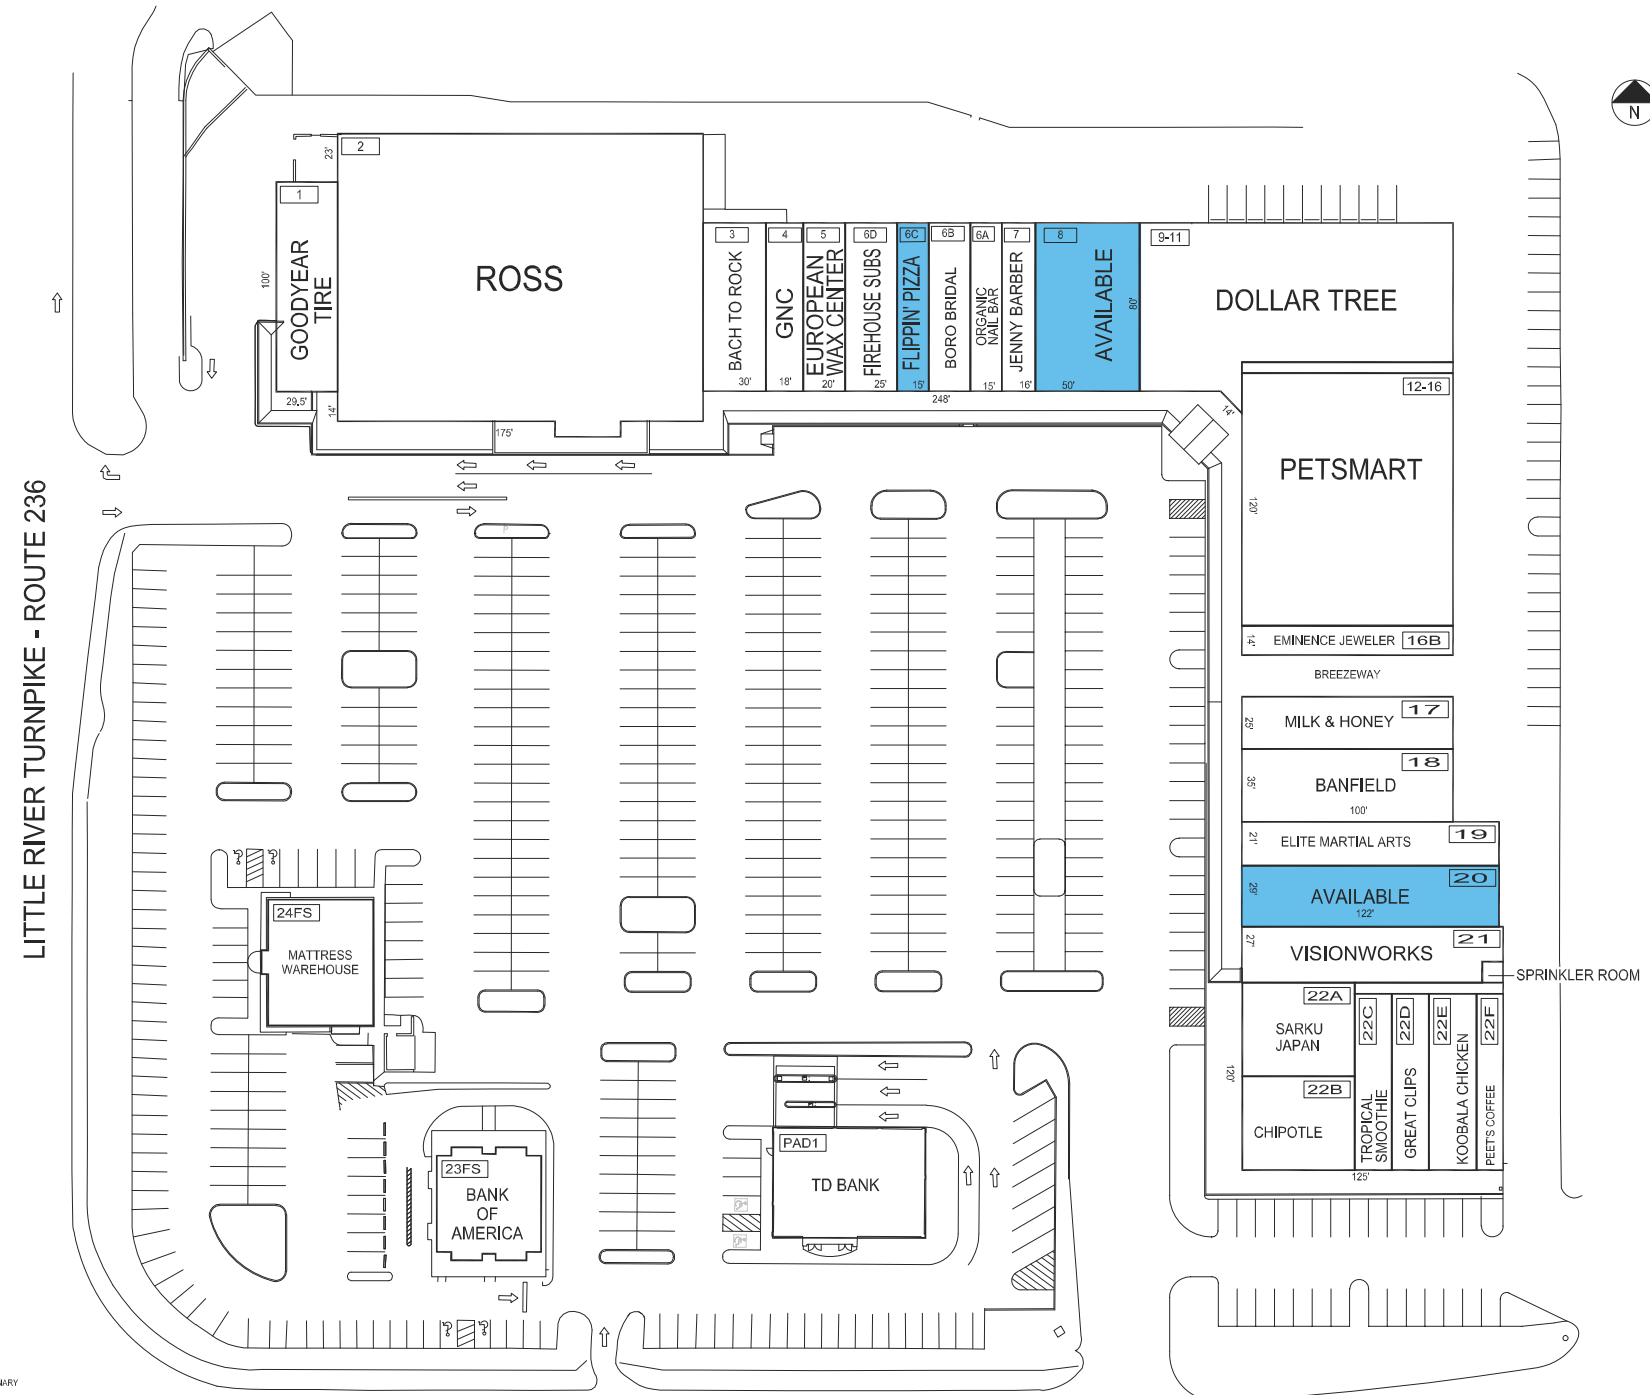 N
LITTLE RIVER TURNPIKE - ROUTE 236
1
GOODYEAR
TIRE
100'
29.5'
23'
14'
2
ROSS
175'
3
BACH TO ROCK
30'
4
GNC
18'
5
EUROPEAN
WAX CENTER
20'
6D
FIREHOUSE SUBS
25'
6C
FLIPPIN' PIZZA
15'
6B
BORO BRIDAL
6A
ORGANIC
NAIL BAR
15'
7
JENNY BARBER
16'
8
AVAILABLE
80'
50'
248'
14'
9-11
DOLLAR TREE
12-16
PETSMART
120'
14'
EMINENCE JEWELER
16B
BREEZEWAY
17
MILK & HONEY
25'
18
BANFIELD
35'
100'
19
ELITE MARTIAL ARTS
21'
20
AVAILABLE
29'
122'
21
VISIONWORKS
27'
SPRINKLER ROOM
22A
SARKU
JAPAN
22B
CHIPOTLE
120'
22C
TROPICAL
SMOOTHIE
22D
GREAT CLIPS
22E
KOOBALA CHICKEN
22F
PEET'S COFFEE
125'
24FS
MATTRESS
WAREHOUSE
23FS
BANK
OF
AMERICA
PAD1
TD BANK